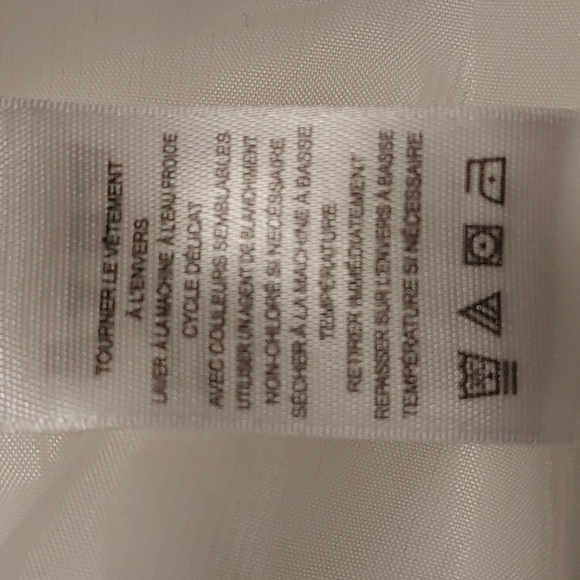 TOURNER LE VÊTEMENT
À L'ENVERS
LAVER À LA MACHINE À L'EAU FROIDE
CYCLE DÉLICAT
AVEC COULEURS SEMBLABLES
UTILISER UN AGENT DE BLANCHIMENT
NON-CHLORÉ SI NÉCESSAIRE
SÉCHER À LA MACHINE À BASSE
TEMPÉRATURE
RETIRER IMMÉDIATEMENT
REPASSER SUR L'ENVERS À BASSE
TEMPÉRATURE SI NÉCESSAIRE